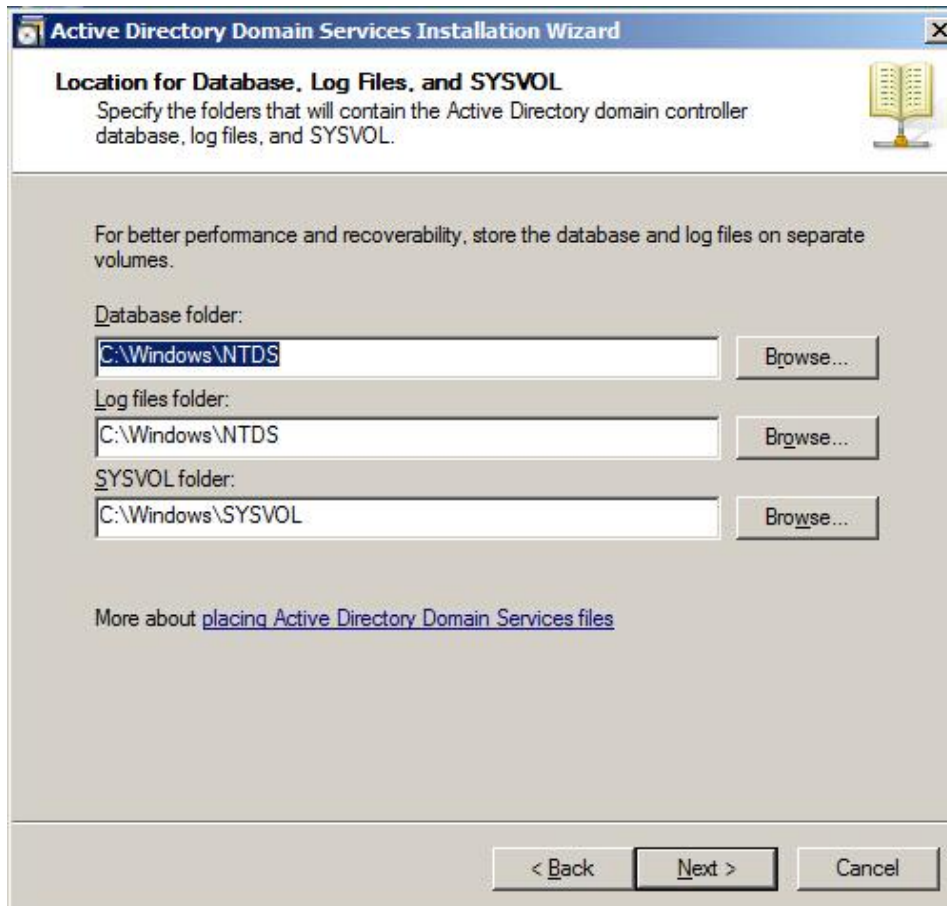 Active Directory Domain Services Installation Wizard
Location for Database, Log Files, and SYSVOL
Specify the folders that will contain the Active Directory domain controller
database, log files, and SYSVOL.
For better performance and recoverability, store the database and log files on separate
volumes.
Database folder:
C:\Windows\NTDS
Browse...
Log files folder:
C:\Windows\NTDS
Browse...
SYSVOL folder:
C:\Windows\SYSVOL
Browse...
More about placing Active Directory Domain Services files
< Back
Next >
Cancel